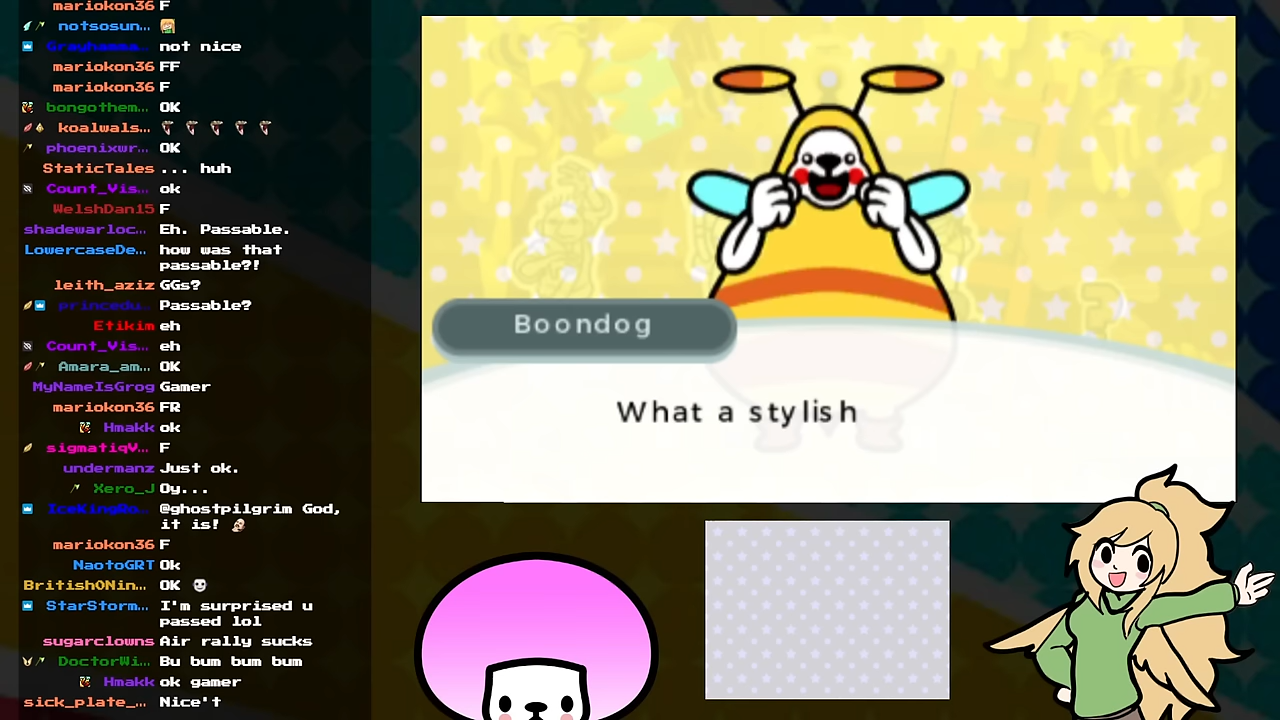 mariokon36 F
notsosun...
Grayhamma... not nice
mariokon36 FF
mariokon36 F
bongothem... OK
koalwals...
phoenixwr... OK
StaticTales ... huh
Count_Vis... ok
WelshDan15 F
shadewarloc... Eh. Passable.
LowercaseDe... how was that
passable?!
leith_aziz GGs?
princedu... Passable?
Etikim eh
Count_Vis... eh
Amara_am... OK
MyNameIsGrog Gamer
mariokon36 FR
Hmakk ok
sigmatiqV... F
undermanz Just ok.
Xero_J Oy...
IceKingRn... @ghostpilgrim God,
it is!
mariokon36 F
NaotoGRT Ok
BritishONin... OK
StarStorm... I'm surprised u
passed lol
sugarclowns Air rally sucks
DoctorWi... Bu bum bum bum
Hmakk ok gamer
sick_plate_... Nice't
Boondog
What a stylish